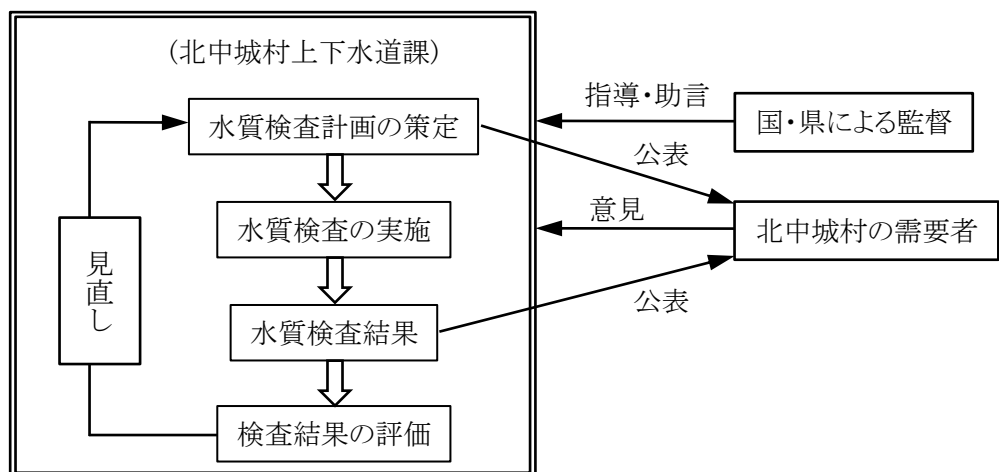 (北中城村上下水道課)
水質検査計画の策定
水質検査の実施
水質検査結果
検査結果の評価
見直し
指導・助言
国・県による監督
公表
意見
北中城村の需要者
公表